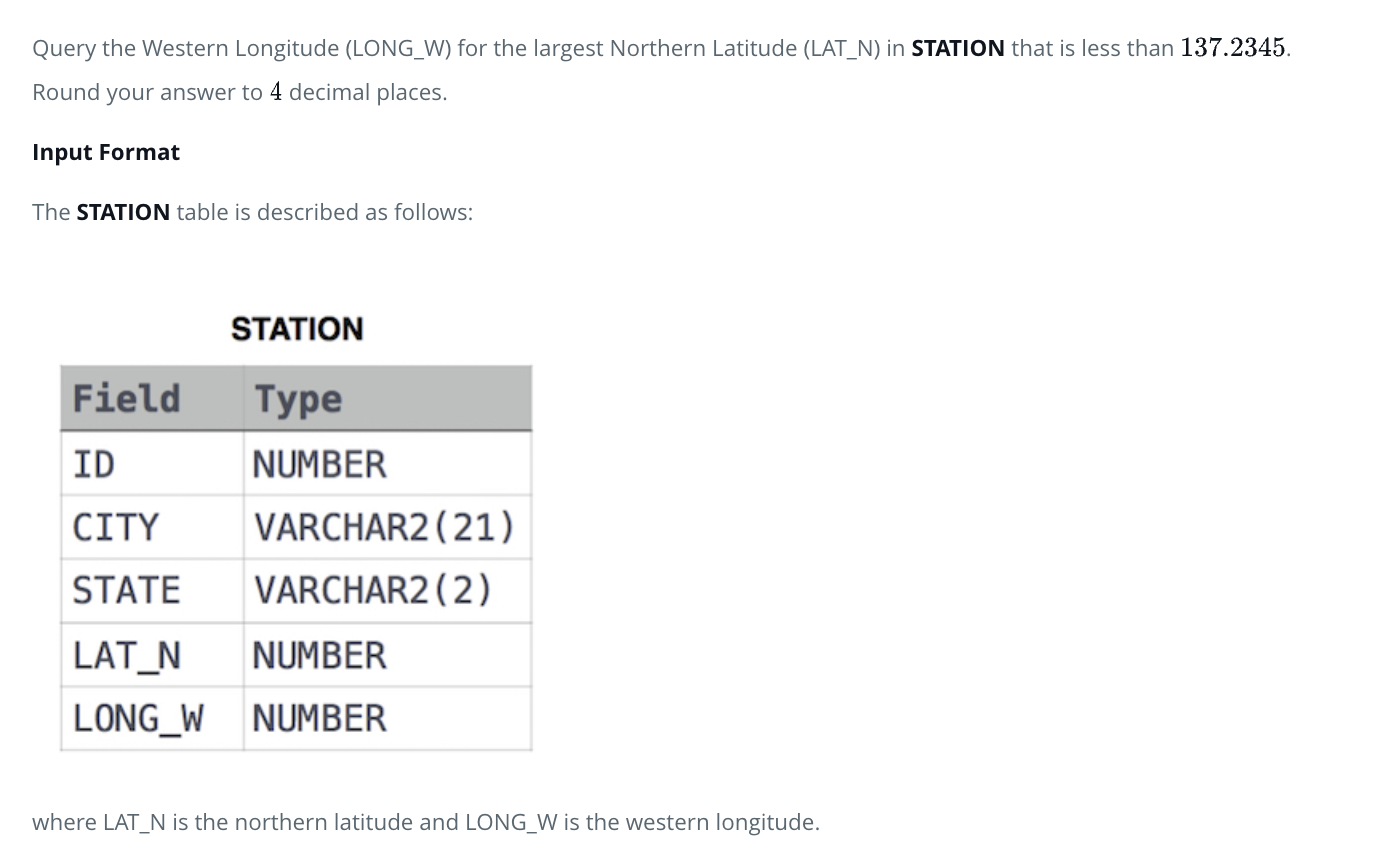 Query the Western Longitude (LONG_W) for the largest Northern Latitude (LAT_N) in STATION that is less than 137.2345.
Round your answer to 4 decimal places.
Input Format
The STATION table is described as follows:
STATION
Field Type
ID NUMBER
CITY VARCHAR2(21)
STATE VARCHAR2(2)
LAT_N NUMBER
LONG_W NUMBER
where LAT_N is the northern latitude and LONG_W is the western longitude.